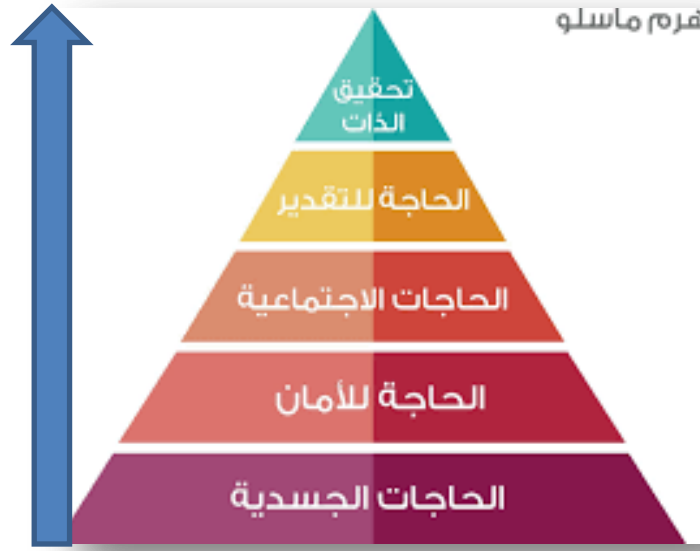 هرم ماسلو
تحقيق
الذات
الحاجة للتقدير
الحاجات الاجتماعية
الحاجة للأمان
الحاجات الجسدية